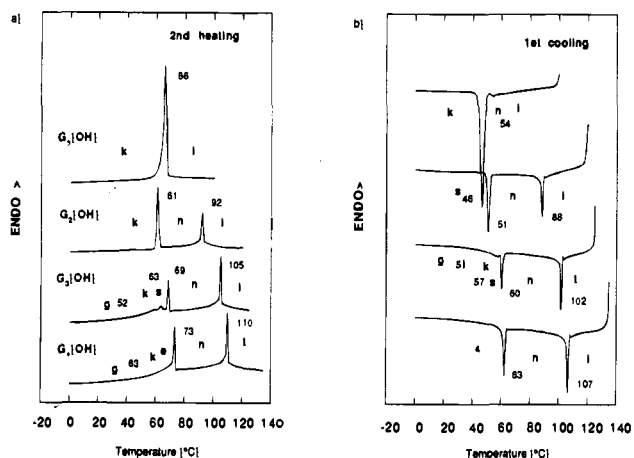 a)
2nd heating
66
G₁[OH]
k
i
61
92
G₂[OH]
k
n
i
63
69
105
G₃[OH]
g 52
k
s
n
i
73
110
G₄[OH]
g 63
k
n
ENDO >
-20 0 20 40 60 80 100 120 140
Temperature [°C]
b)
1st cooling
k
n
i
54
s 46
51
n
88
i
g 51
k
57 s
60
n
102
4
63
n
i
107
ENDO>
-20 0 20 40 60 80 100 120 140
Temperature [°C]